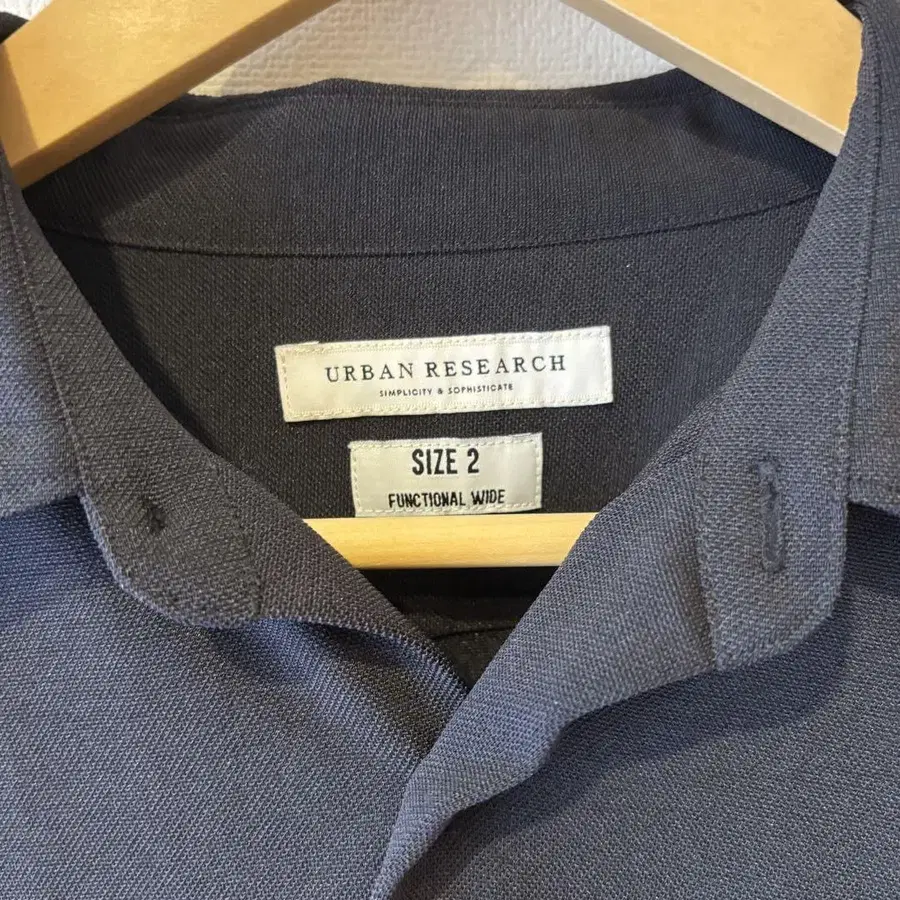 URBAN RESEARCH
SIMPLICITY & SOPHISTICATE
SIZE 2
FUNCTIONAL WIDE